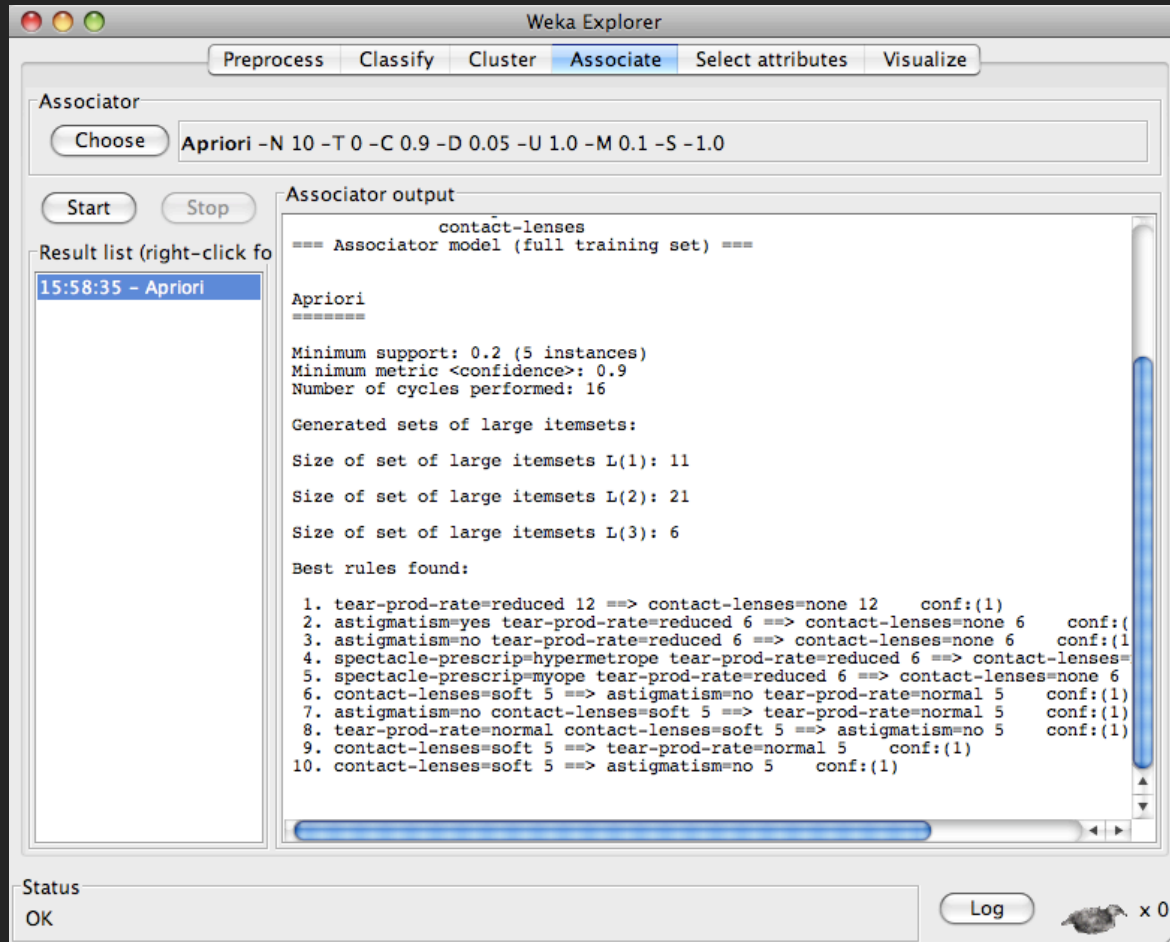 Weka Explorer
Preprocess Classify Cluster Associate Select attributes Visualize
Associator
Choose Apriori -N 10 -T 0 -C 0.9 -D 0.05 -U 1.0 -M 0.1 -S -1.0
Start Stop
Result list (right-click fo
15:58:35 - Apriori
Associator output
contact-lenses
=== Associator model (full training set) ===
Apriori
=======
Minimum support: 0.2 (5 instances)
Minimum metric <confidence>: 0.9
Number of cycles performed: 16
Generated sets of large itemsets:
Size of set of large itemsets L(1): 11
Size of set of large itemsets L(2): 21
Size of set of large itemsets L(3): 6
Best rules found:
1. tear-prod-rate=reduced 12 ==> contact-lenses=none 12 conf:(1)
2. astigmatism=yes tear-prod-rate=reduced 6 ==> contact-lenses=none 6 conf:(
3. astigmatism=no tear-prod-rate=reduced 6 ==> contact-lenses=none 6 conf:(1
4. spectacle-prescrip=hypermetrope tear-prod-rate=reduced 6 ==> contact-lenses=
5. spectacle-prescrip=myope tear-prod-rate=reduced 6 ==> contact-lenses=none 6
6. contact-lenses=soft 5 ==> astigmatism=no tear-prod-rate=normal 5 conf:(1)
7. astigmatism=no contact-lenses=soft 5 ==> tear-prod-rate=normal 5 conf:(1)
8. tear-prod-rate=normal contact-lenses=soft 5 ==> astigmatism=no 5 conf:(1)
9. contact-lenses=soft 5 ==> tear-prod-rate=normal 5 conf:(1)
10. contact-lenses=soft 5 ==> astigmatism=no 5 conf:(1)
Status
OK
Log
x 0